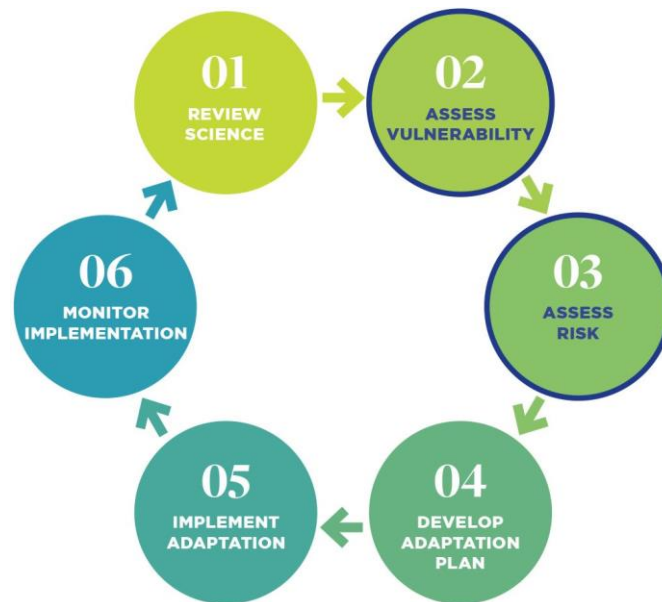 01
REVIEW
SCIENCE
02
ASSESS
VULNERABILITY
03
ASSESS
RISK
04
DEVELOP
ADAPTATION
PLAN
05
IMPLEMENT
ADAPTATION
06
MONITOR
IMPLEMENTATION